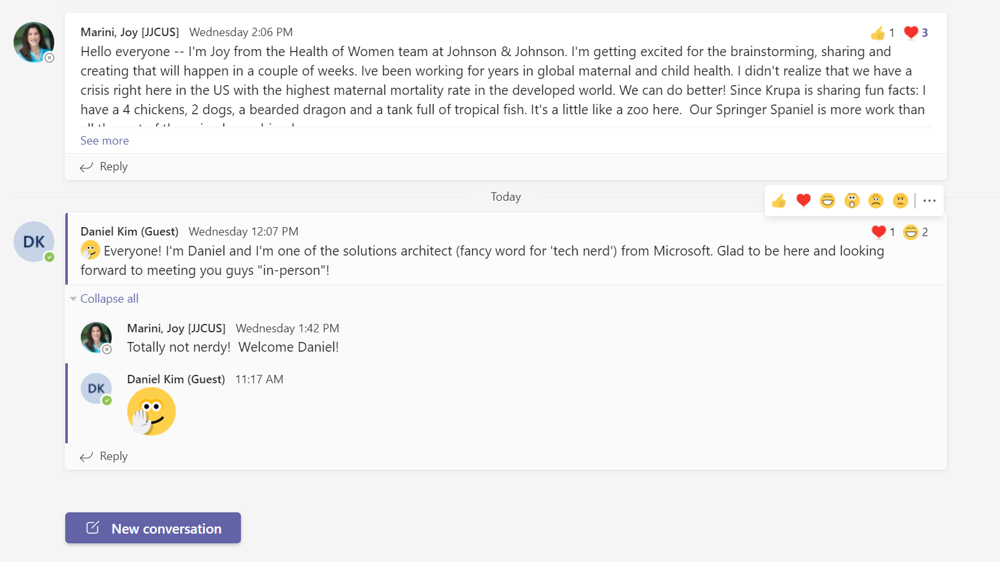 Marini, Joy [JJCUS] Wednesday 2:06 PM 1 3
Hello everyone -- I'm Joy from the Health of Women team at Johnson & Johnson. I'm getting excited for the brainstorming, sharing and
creating that will happen in a couple of weeks. Ive been working for years in global maternal and child health. I didn't realize that we have a
crisis right here in the US with the highest maternal mortality rate in the developed world. We can do better! Since Krupa is sharing fun facts: I
have a 4 chickens, 2 dogs, a bearded dragon and a tank full of tropical fish. It's a little like a zoo here. Our Springer Spaniel is more work than
See more
Reply
Today
DK
Daniel Kim (Guest) Wednesday 12:07 PM 1 2
Everyone! I'm Daniel and I'm one of the solutions architect (fancy word for 'tech nerd') from Microsoft. Glad to be here and looking
forward to meeting you guys "in-person"!
Collapse all
Marini, Joy [JJCUS] Wednesday 1:42 PM
Totally not nerdy! Welcome Daniel!
DK
Daniel Kim (Guest) 11:17 AM
Reply
New conversation